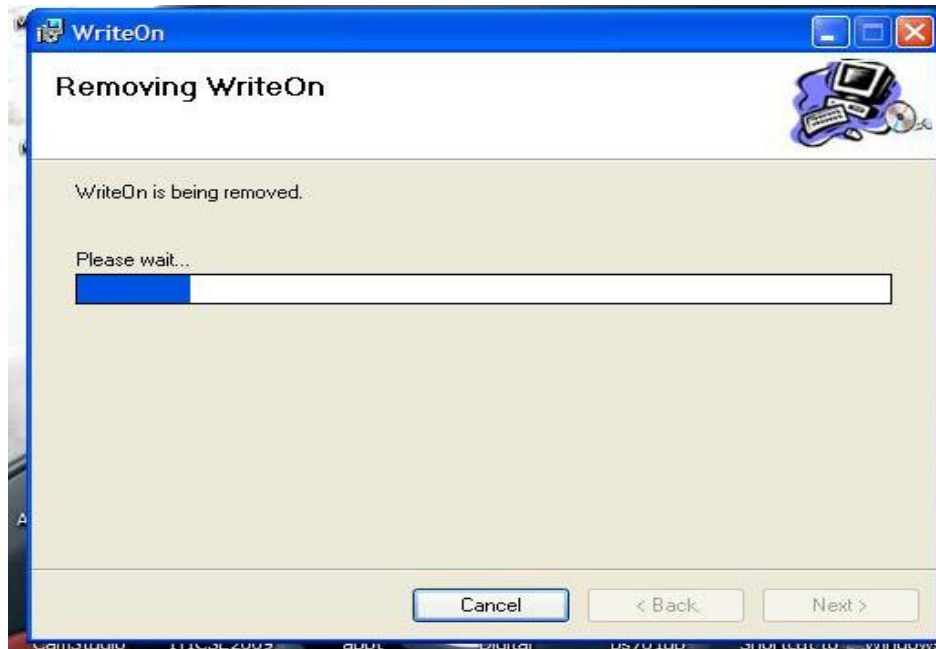 WriteOn
Removing WriteOn
WriteOn is being removed.
Please wait...
Cancel
< Back
Next >